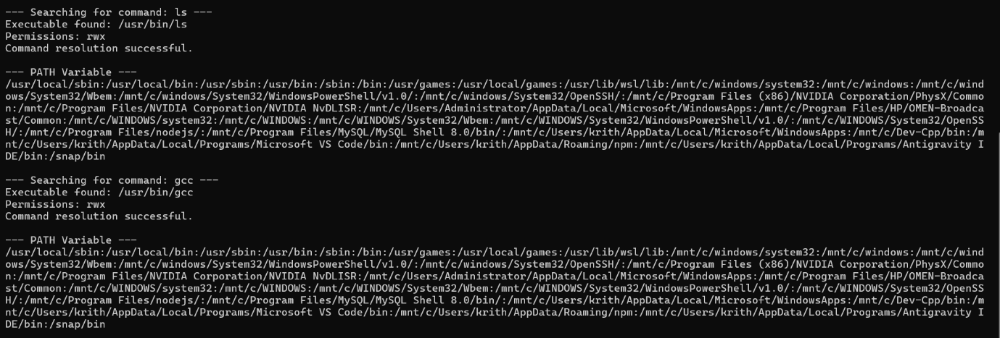 --- Searching for command: ls ---
Executable found: /usr/bin/ls
Permissions: rwx
Command resolution successful.

--- PATH Variable ---
/usr/local/sbin:/usr/local/bin:/usr/sbin:/usr/bin:/sbin:/bin:/usr/games:/usr/local/games:/usr/lib/wsl/lib:/mnt/c/windows/system32:/mnt/c/windows:/mnt/c/wind
ows/System32/Wbem:/mnt/c/windows/System32/WindowsPowerShell/v1.0/:/mnt/c/windows/System32/OpenSSH/:/mnt/c/Program Files (x86)/NVIDIA Corporation/PhysX/Commo
n:/mnt/c/Program Files/NVIDIA Corporation/NVIDIA NvDLISR:/mnt/c/Users/Administrator/AppData/Local/Microsoft/WindowsApps:/mnt/c/Program Files/HP/OMEN-Broadca
st/Common:/mnt/c/WINDOWS/system32:/mnt/c/WINDOWS:/mnt/c/WINDOWS/System32/Wbem:/mnt/c/WINDOWS/System32/WindowsPowerShell/v1.0/:/mnt/c/WINDOWS/System32/OpenSS
H/:/mnt/c/Program Files/nodejs/:/mnt/c/Program Files/MySQL/MySQL Shell 8.0/bin/:/mnt/c/Users/krith/AppData/Local/Microsoft/WindowsApps:/mnt/c/Dev-Cpp/bin:/m
nt/c/Users/krith/AppData/Local/Programs/Microsoft VS Code/bin:/mnt/c/Users/krith/AppData/Roaming/npm:/mnt/c/Users/krith/AppData/Local/Programs/Antigravity I
DE/bin:/snap/bin

--- Searching for command: gcc ---
Executable found: /usr/bin/gcc
Permissions: rwx
Command resolution successful.

--- PATH Variable ---
/usr/local/sbin:/usr/local/bin:/usr/sbin:/usr/bin:/sbin:/bin:/usr/games:/usr/local/games:/usr/lib/wsl/lib:/mnt/c/windows/system32:/mnt/c/windows:/mnt/c/wind
ows/System32/Wbem:/mnt/c/windows/System32/WindowsPowerShell/v1.0/:/mnt/c/windows/System32/OpenSSH/:/mnt/c/Program Files (x86)/NVIDIA Corporation/PhysX/Commo
n:/mnt/c/Program Files/NVIDIA Corporation/NVIDIA NvDLISR:/mnt/c/Users/Administrator/AppData/Local/Microsoft/WindowsApps:/mnt/c/Program Files/HP/OMEN-Broadca
st/Common:/mnt/c/WINDOWS/system32:/mnt/c/WINDOWS:/mnt/c/WINDOWS/System32/Wbem:/mnt/c/WINDOWS/System32/WindowsPowerShell/v1.0/:/mnt/c/WINDOWS/System32/OpenSS
H/:/mnt/c/Program Files/nodejs/:/mnt/c/Program Files/MySQL/MySQL Shell 8.0/bin/:/mnt/c/Users/krith/AppData/Local/Microsoft/WindowsApps:/mnt/c/Dev-Cpp/bin:/m
nt/c/Users/krith/AppData/Local/Programs/Microsoft VS Code/bin:/mnt/c/Users/krith/AppData/Roaming/npm:/mnt/c/Users/krith/AppData/Local/Programs/Antigravity I
DE/bin:/snap/bin